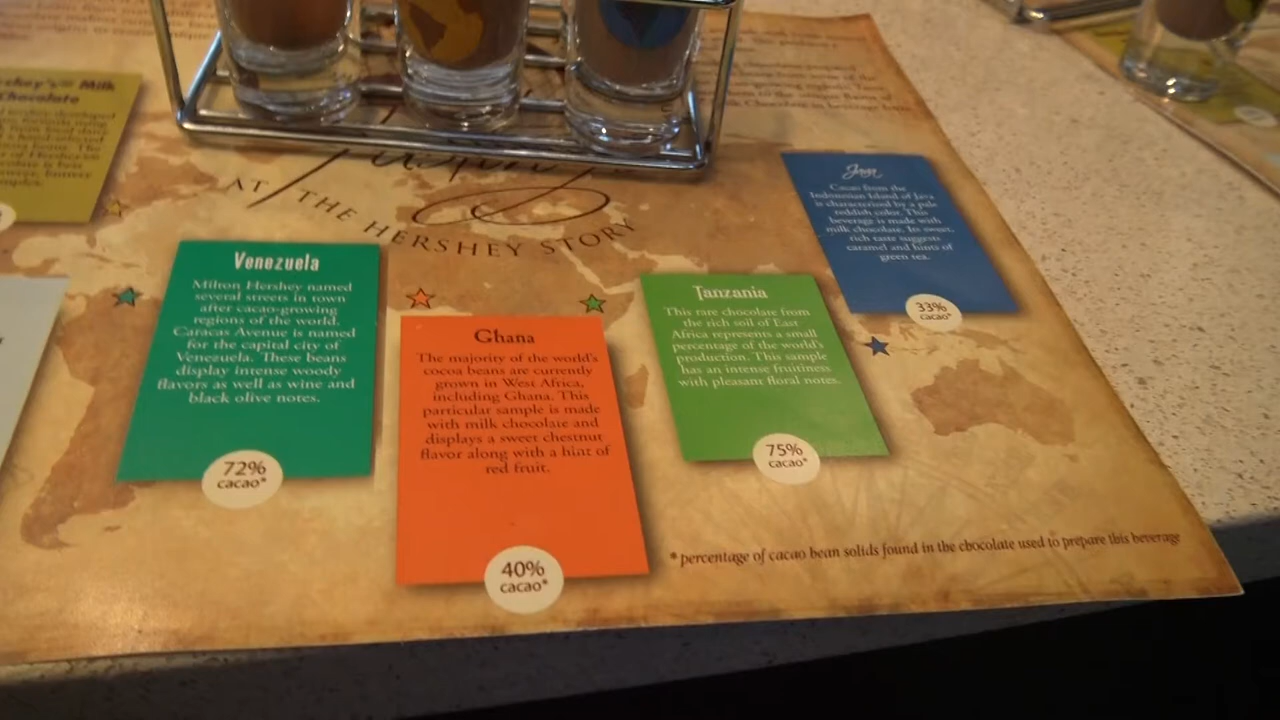 Hershey's Milk
Chocolate
AT THE HERSHEY STORY
Venezuela
Milton Hershey named
several streets in town
after cacao-growing
regions of the world.
Caracas Avenue is named
for the capital city of
Venezuela. These beans
display intense woody
flavors as well as wine and
black olive notes.
72%
cacao*
Ghana
The majority of the world's
cocoa beans are currently
grown in West Africa,
including Ghana. This
particular sample is made
with milk chocolate and
displays a sweet chestnut
flavor along with a hint of
red fruit.
40%
cacao*
Tanzania
This rare chocolate from
the rich soil of East
Africa represents a small
percentage of the world's
production. This sample
has an intense fruitiness
with pleasant floral notes.
75%
cacao*
Java
Cacao from the
Indonesian Island of Java
is characterized by a pale
reddish color. This
beverage is made with
milk chocolate. Its sweet,
rich taste suggests
caramel and hints of
green tea.
33%
cacao*
*percentage of cacao bean solids found in the chocolate used to prepare this beverage